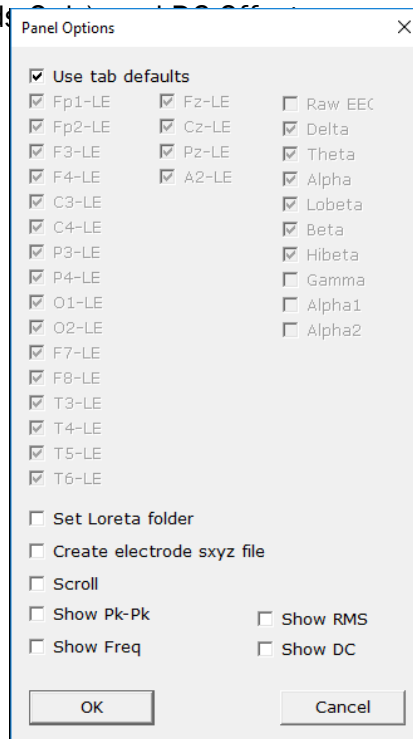 Panel Options
Use tab defaults
Fp1-LE Fz-LE Raw EEC
Fp2-LE Cz-LE Delta
F3-LE Pz-LE Theta
F4-LE A2-LE Alpha
C3-LE Lobeta
C4-LE Beta
P3-LE Hibeta
P4-LE Gamma
O1-LE Alpha1
O2-LE Alpha2
F7-LE
F8-LE
T3-LE
T4-LE
T5-LE
T6-LE
Set Loreta folder
Create electrode sxyz file
Scroll
Show Pk-Pk Show RMS
Show Freq Show DC
OK Cancel